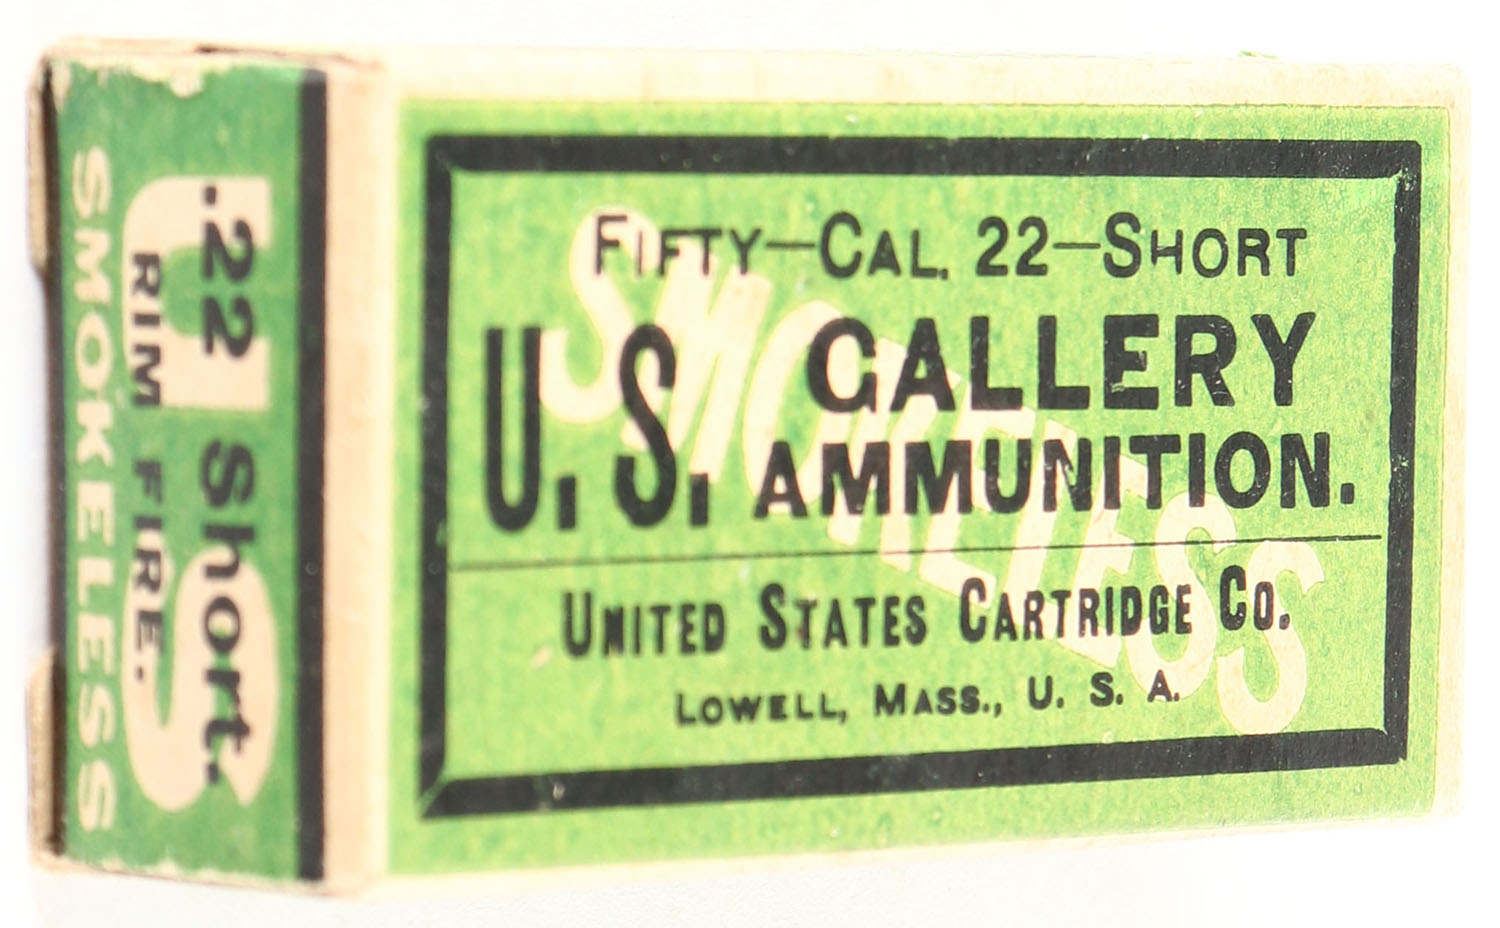 FIFTY—CAL. 22—SHORT
U. S. GALLERY
AMMUNITION.
SMOKELESS
UNITED STATES CARTRIDGE CO.
LOWELL, MASS., U. S. A.
US
.22 Short.
RIM FIRE.
SMOKELESS